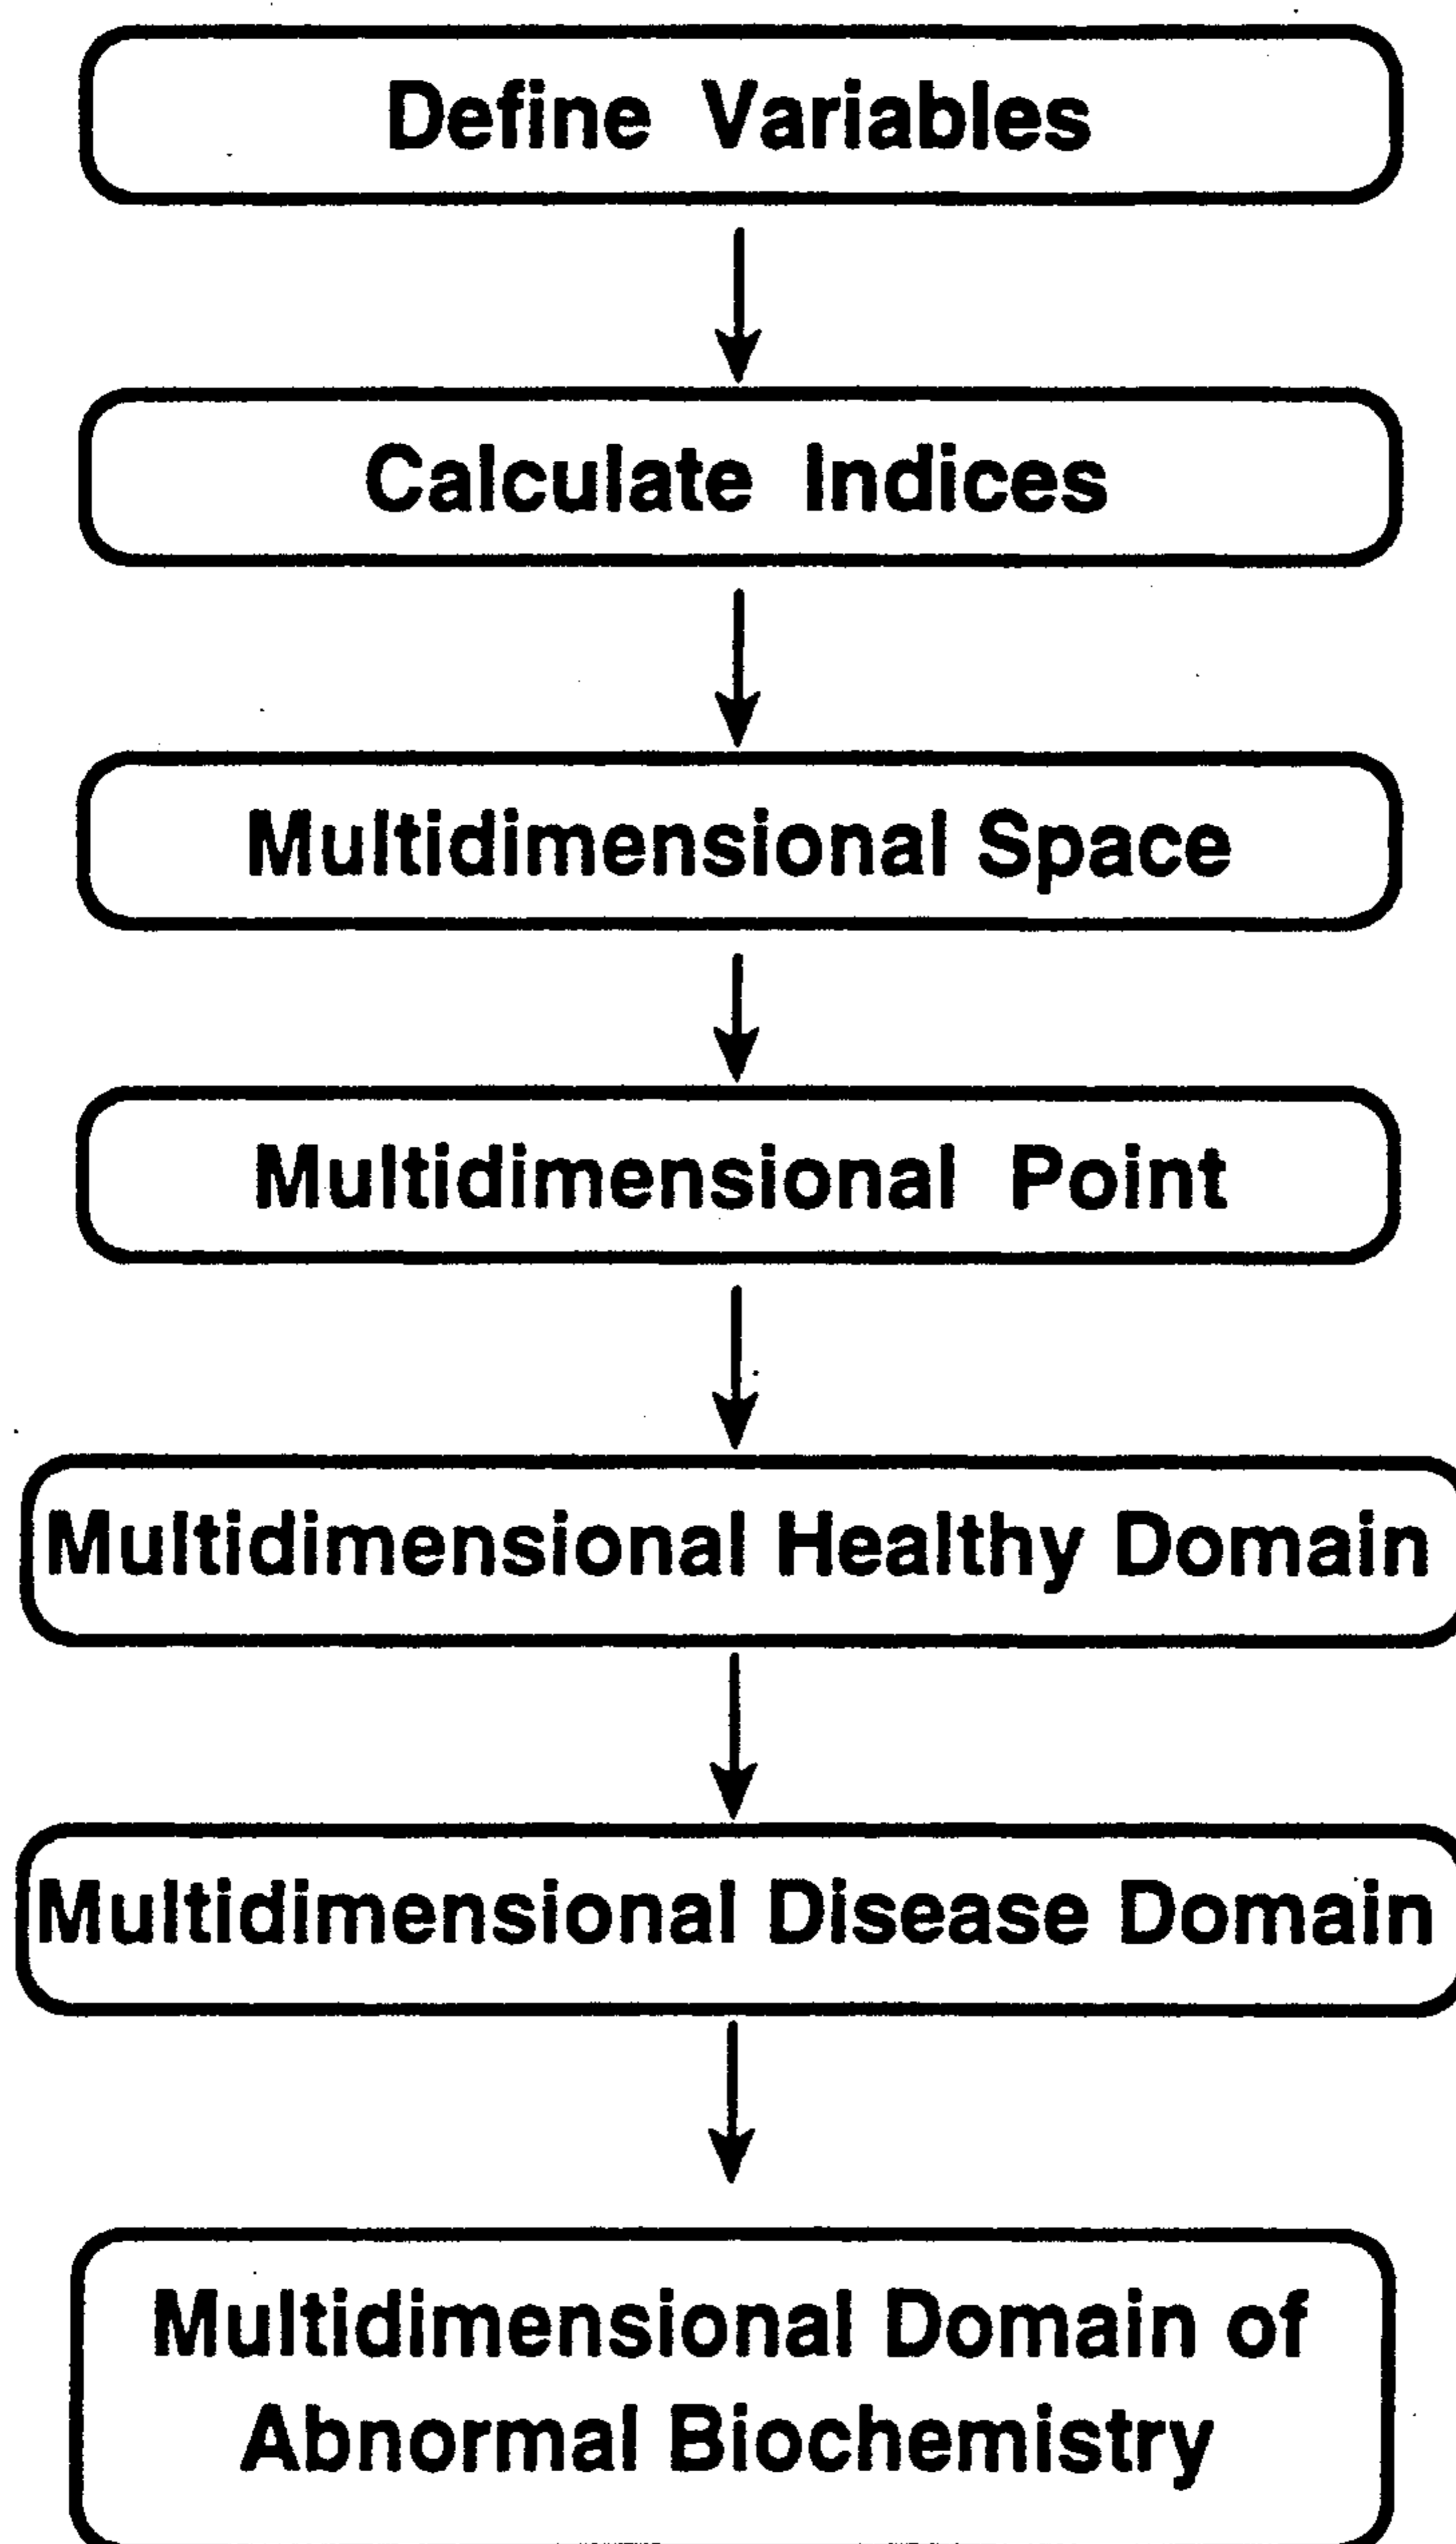 Define Variables
Calculate Indices
Multidimensional Space
Multidimensional Point
Multidimensional Healthy Domain
Multidimensional Disease Domain
Multidimensional Domain of
Abnormal Biochemistry